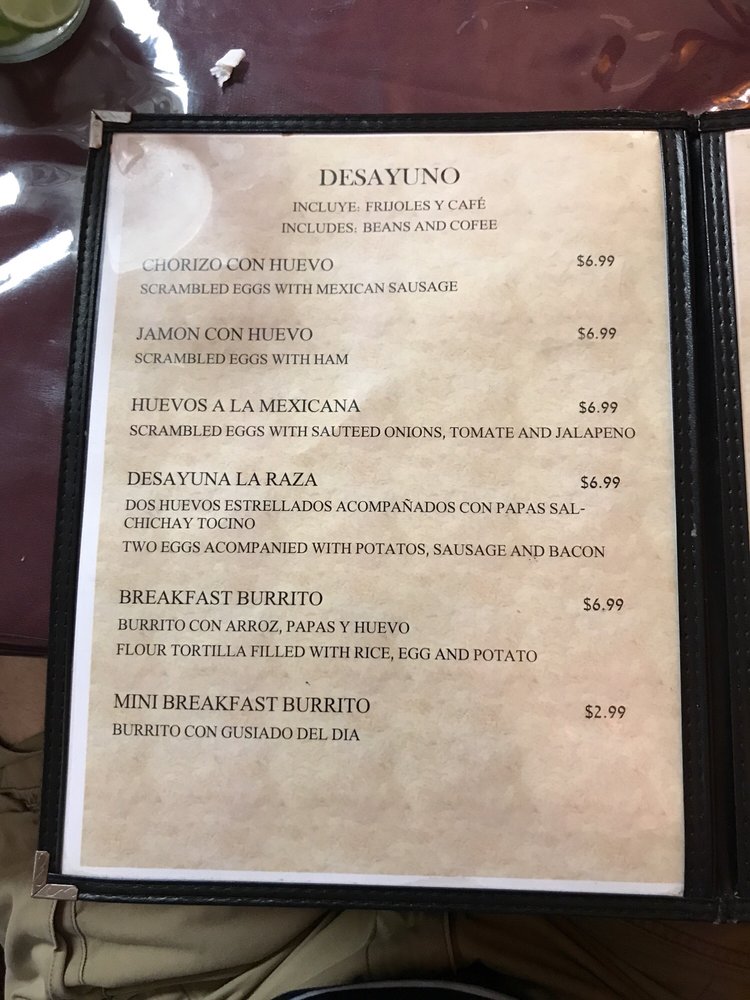 DESAYUNO
INCLUYE: FRIJOLES Y CAFÉ
INCLUDES: BEANS AND COFEE
CHORIZO CON HUEVO $6.99
SCRAMBLED EGGS WITH MEXICAN SAUSAGE
JAMON CON HUEVO $6.99
SCRAMBLED EGGS WITH HAM
HUEVOS A LA MEXICANA $6.99
SCRAMBLED EGGS WITH SAUTEED ONIONS, TOMATE AND JALAPENO
DESAYUNA LA RAZA $6.99
DOS HUEVOS ESTRELLADOS ACOMPAÑADOS CON PAPAS SAL-
CHICHAY TOCINO
TWO EGGS ACOMPANIED WITH POTATOS, SAUSAGE AND BACON
BREAKFAST BURRITO $6.99
BURRITO CON ARROZ, PAPAS Y HUEVO
FLOUR TORTILLA FILLED WITH RICE, EGG AND POTATO
MINI BREAKFAST BURRITO $2.99
BURRITO CON GUSIADO DEL DIA